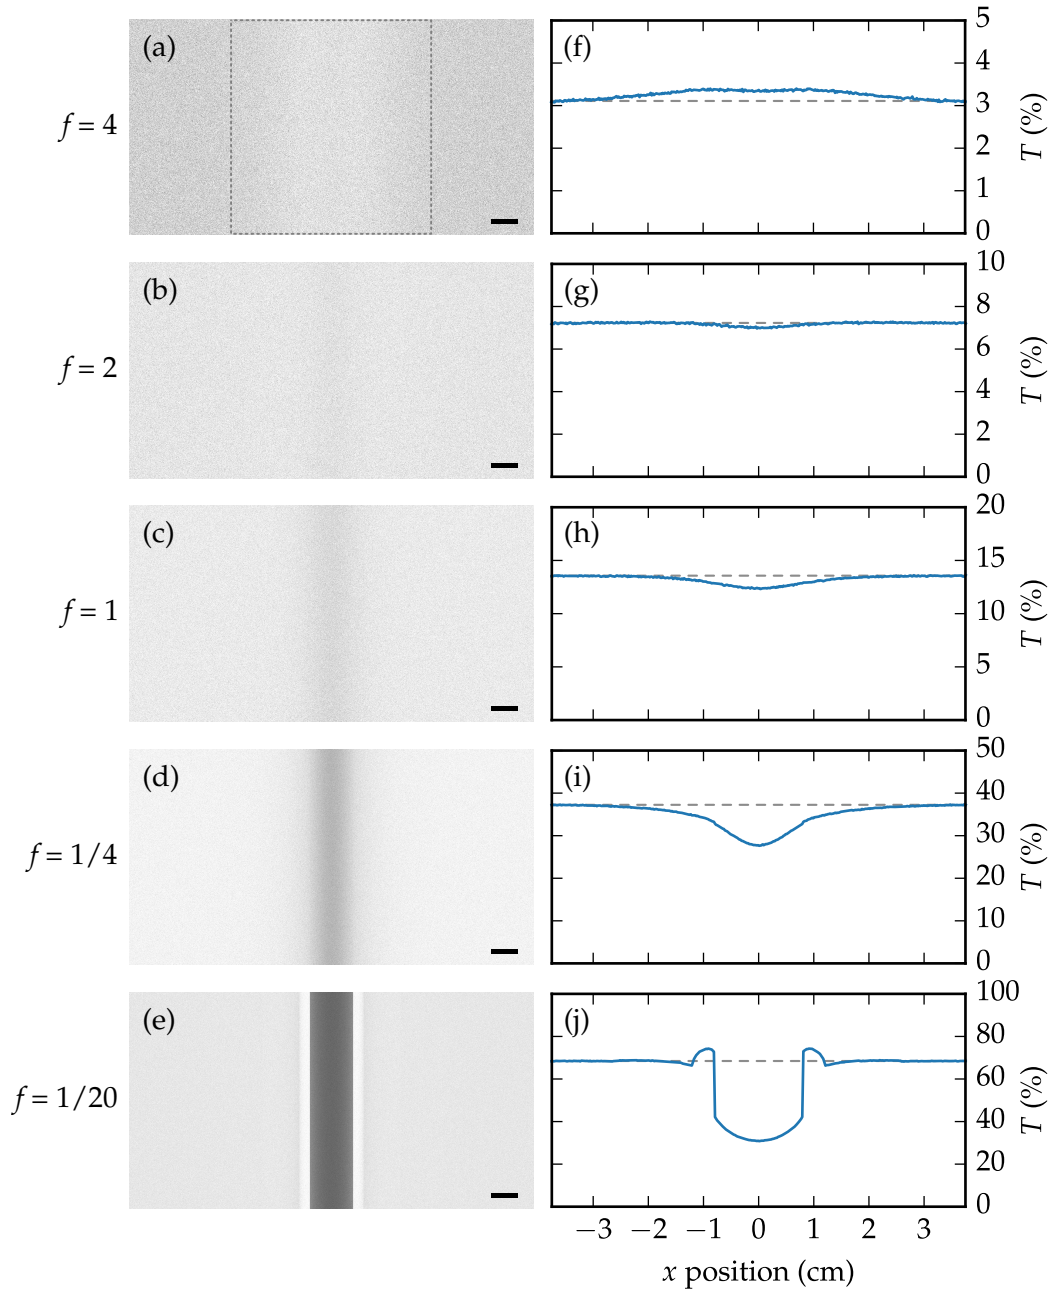 (a)
f = 4
(f)
5
4
3
2
1
0
T (%)
(b)
f = 2
(g)
10
8
6
4
2
0
T (%)
(c)
f = 1
(h)
20
15
10
5
0
T (%)
(d)
f = 1/4
(i)
50
40
30
20
10
0
T (%)
(e)
f = 1/20
(j)
100
80
60
40
20
0
T (%)
−3 −2 −1 0 1 2 3
x position (cm)